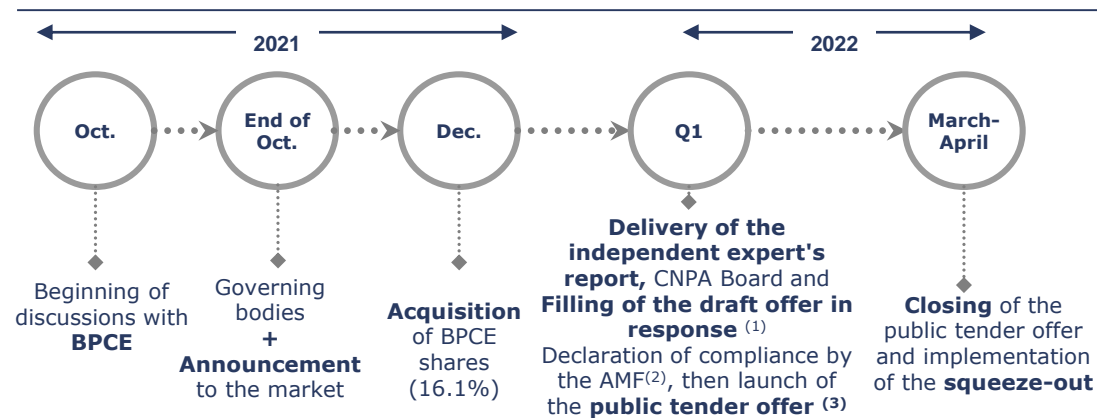 2021
2022
Oct.
End of
Oct.
Dec.
Q1
March-
April
Beginning of
discussions with
BPCE
Governing
bodies
+
Announcement
to the market
Acquisition
of BPCE
shares
(16.1%)
Delivery of the
independent expert's
report, CNPA Board and
Filling of the draft offer in
response (1)
Declaration of compliance by
the AMF(2), then launch of
the public tender offer (3)
Closing of the
public tender offer
and implementation
of the squeeze-out